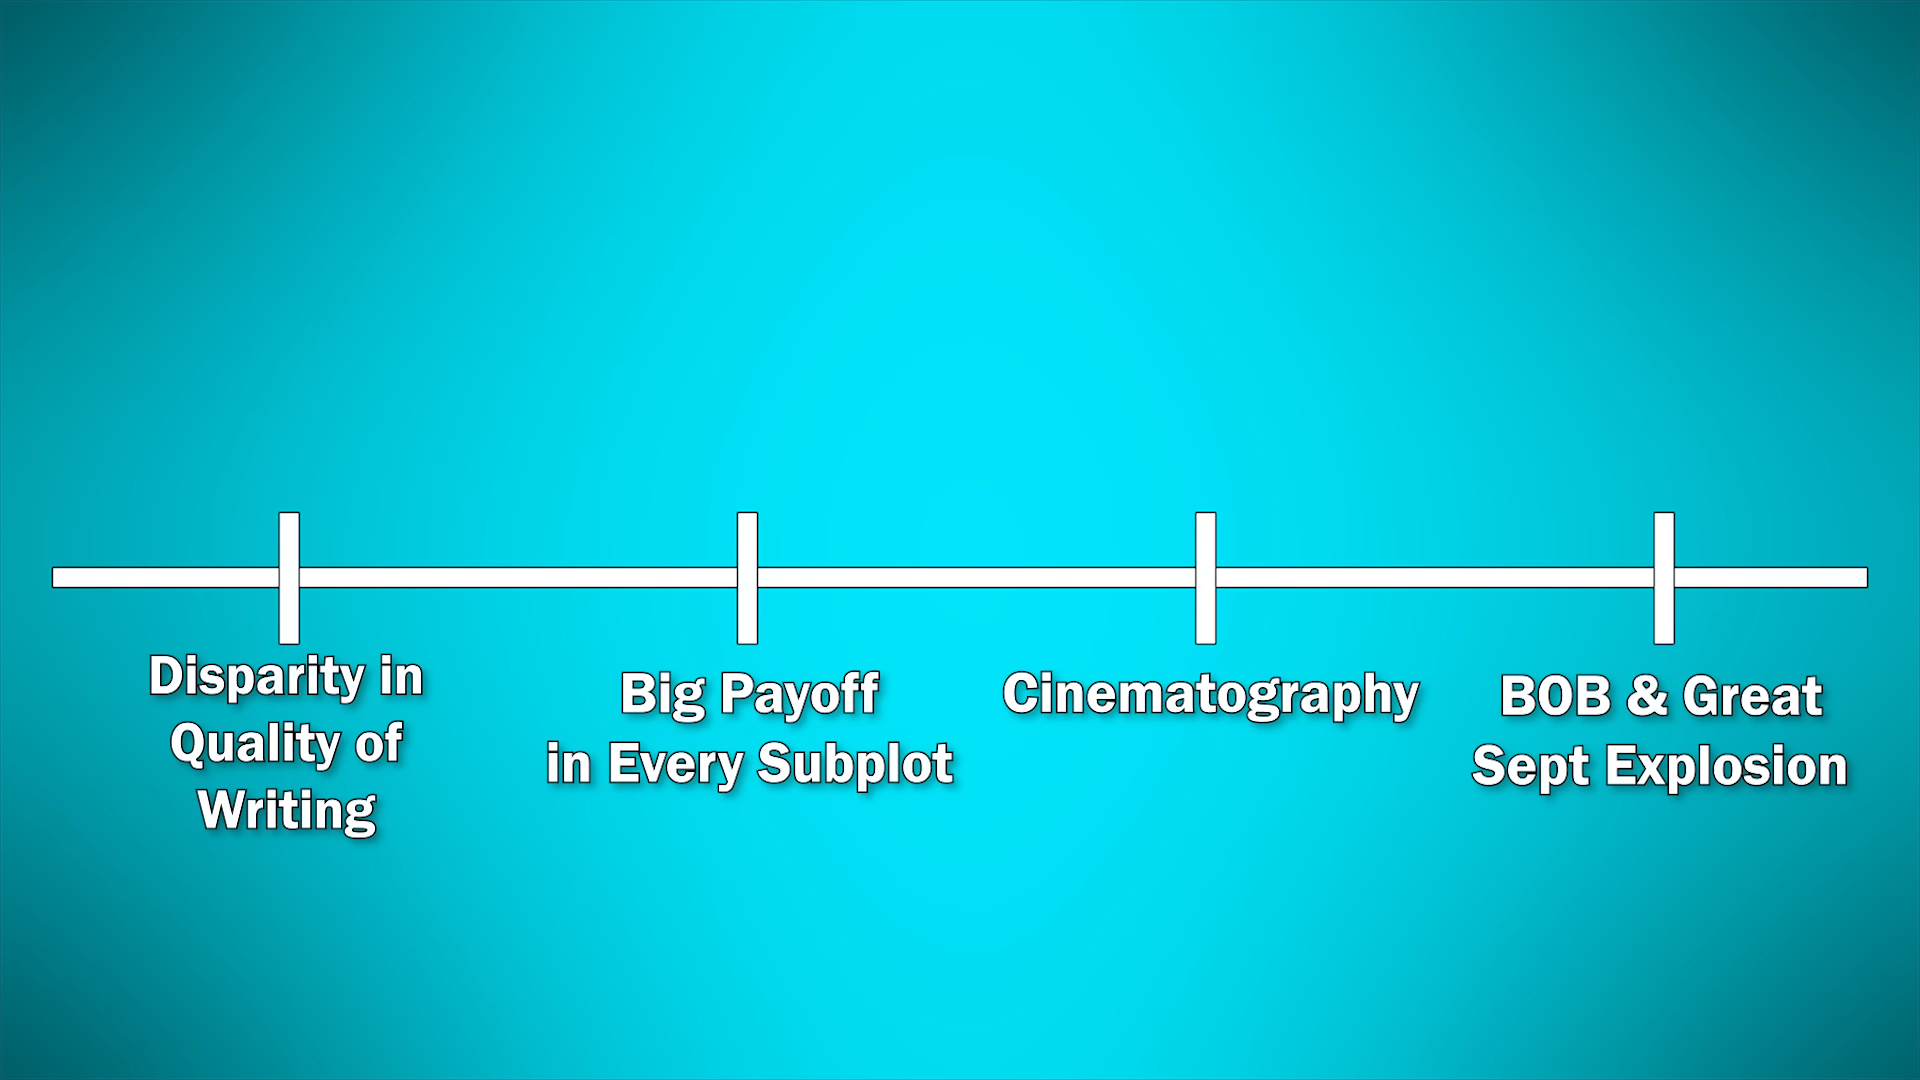 Disparity in
Quality of
Writing
Big Payoff
in Every Subplot
Cinematography
BOB & Great
Sept Explosion